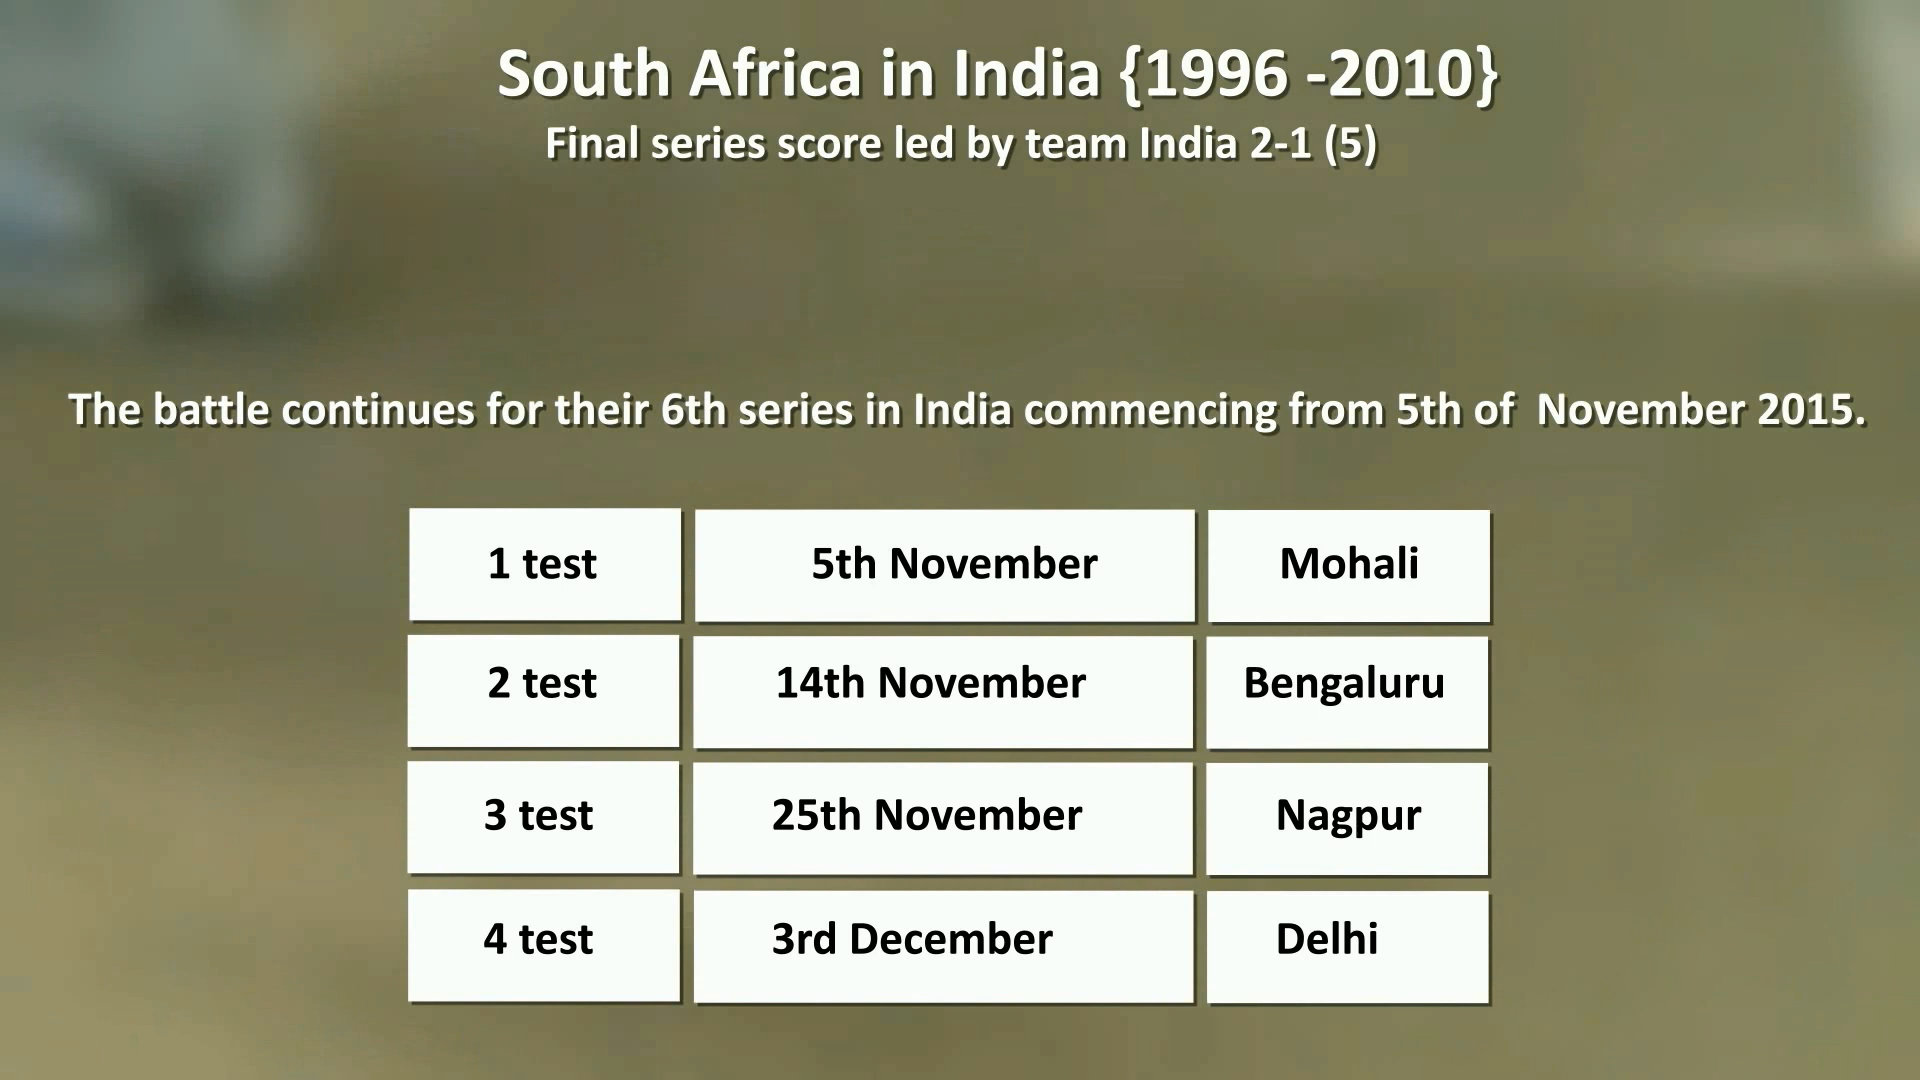 South Africa in India {1996 -2010}
Final series score led by team India 2-1 (5)
The battle continues for their 6th series in India commencing from 5th of  November 2015.
1 test 5th November Mohali
2 test 14th November Bengaluru
3 test 25th November Nagpur
4 test 3rd December Delhi